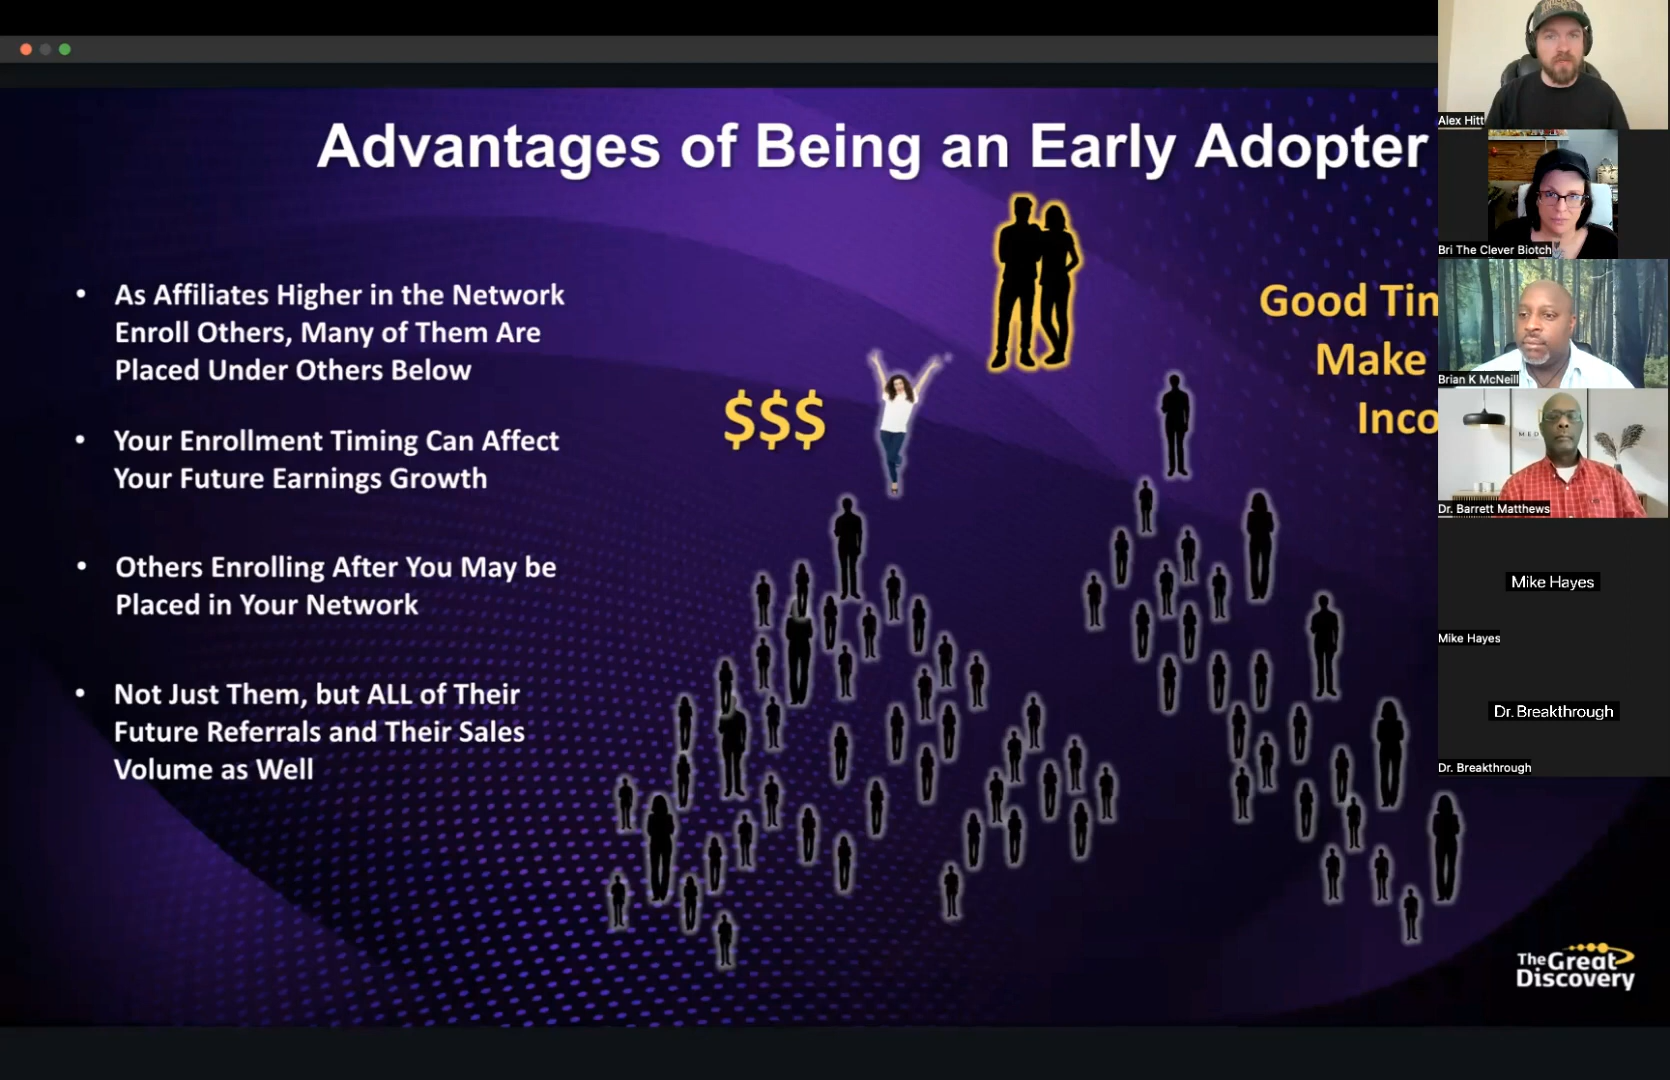 Advantages of Being an Early Adopter
• As Affiliates Higher in the Network
Enroll Others, Many of Them Are
Placed Under Others Below
• Your Enrollment Timing Can Affect
Your Future Earnings Growth
• Others Enrolling After You May be
Placed in Your Network
• Not Just Them, but ALL of Their
Future Referrals and Their Sales
Volume as Well
$$$
Good
Make
The Great
Discovery
Alex Hitt
Bri The Clever Biotch
Brian K McNeill
MED
Dr. Barrett Matthews
Mike Hayes
Mike Hayes
Dr. Breakthrough
Dr. Breakthrough